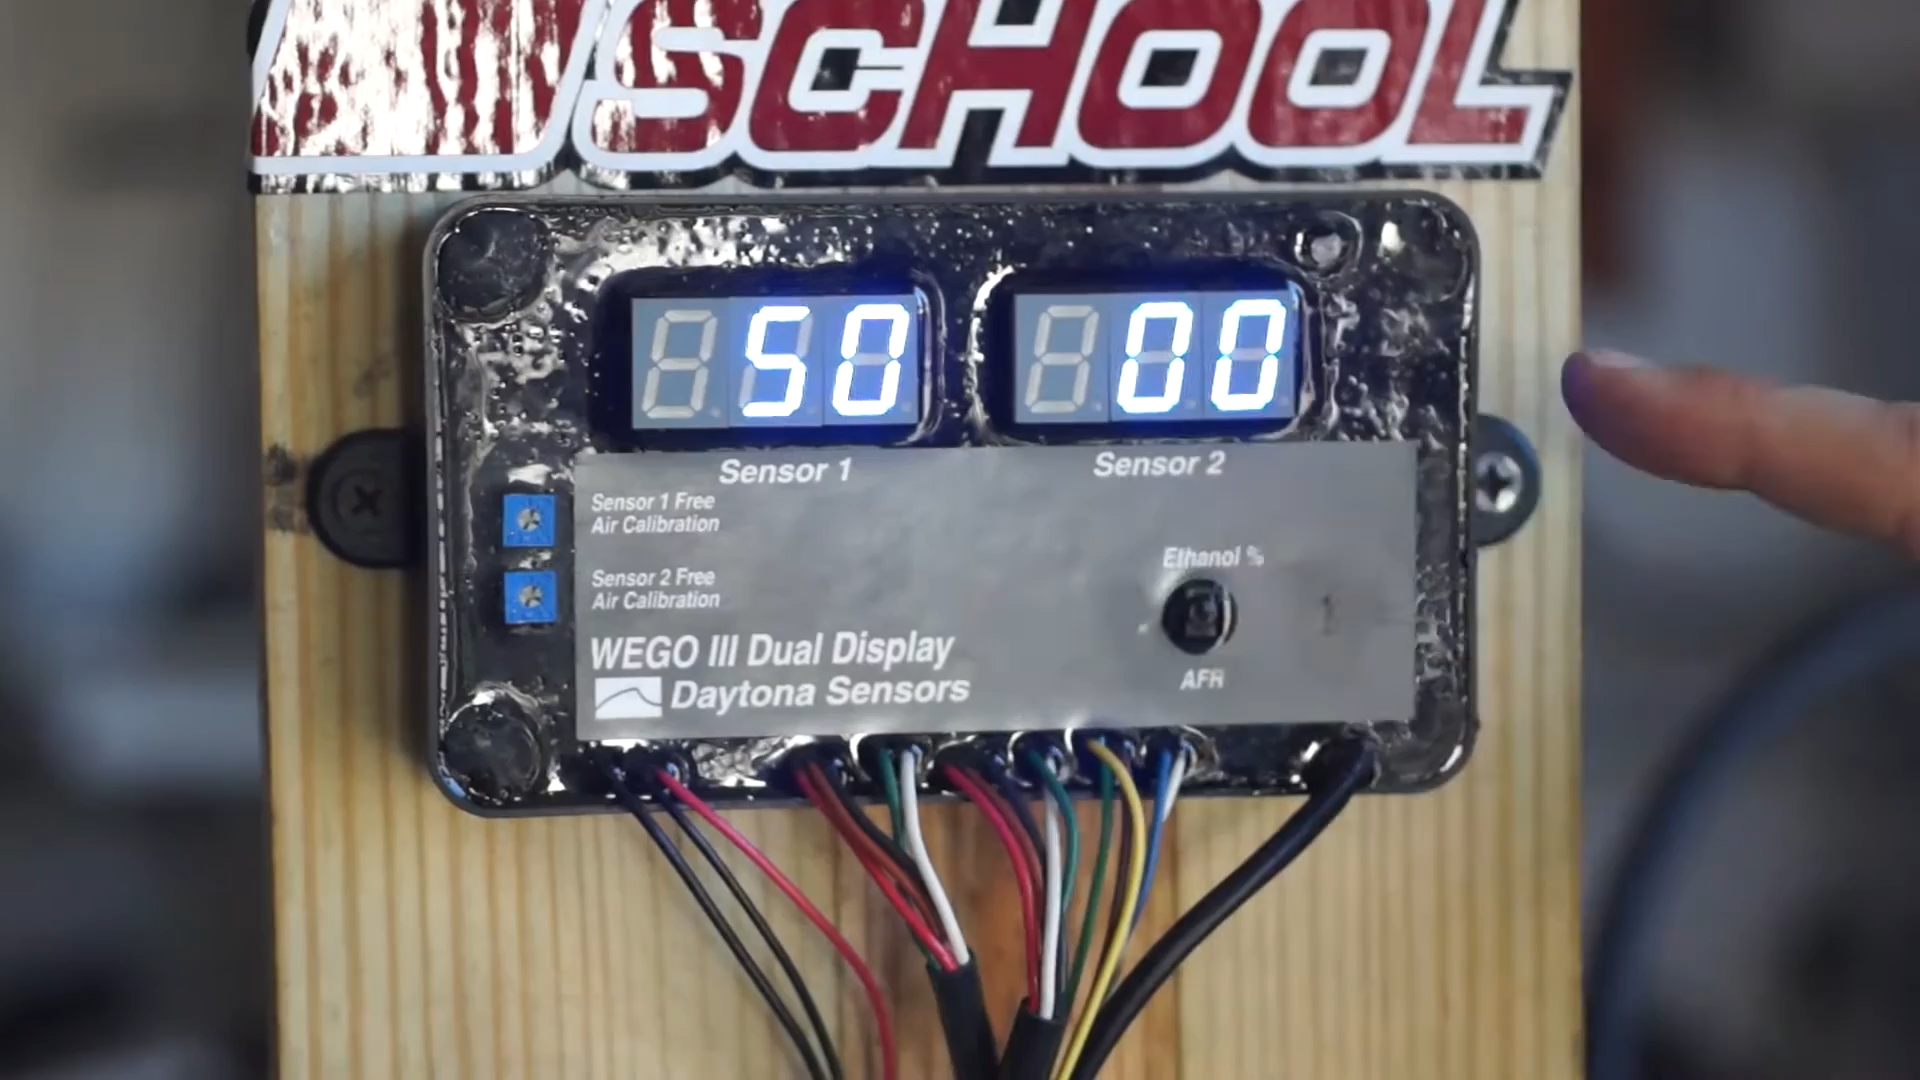 SCHOOL
50 00
Sensor 1 Sensor 2
Sensor 1 Free
Air Calibration
Ethanol %
Sensor 2 Free
Air Calibration
WEGO III Dual Display
AFR
Daytona Sensors